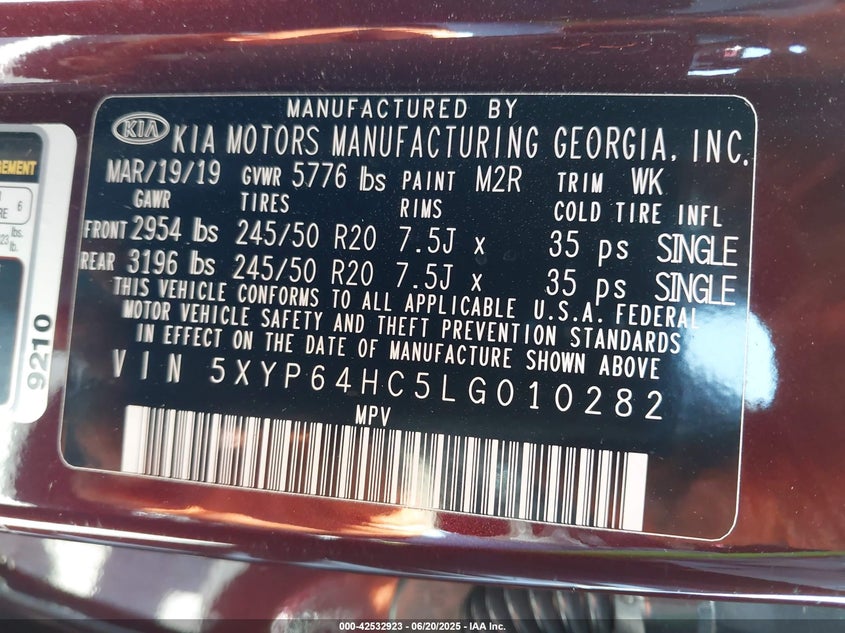 MANUFACTURED BY
KIA KIA MOTORS MANUFACTURING GEORGIA, INC.
MAR/19/19 GVWR 5776 lbs PAINT M2R TRIM WK
GAWR TIRES RIMS COLD TIRE INFL
FRONT 2954 lbs 245/50 R20 7.5J x 35 ps SINGLE
REAR 3196 lbs 245/50 R20 7.5J x 35 ps SINGLE
THIS VEHICLE CONFORMS TO ALL APPLICABLE U.S.A. FEDERAL
MOTOR VEHICLE SAFETY AND THEFT PREVENTION STANDARDS
IN EFFECT ON THE DATE OF MANUFACTURE SHOWN ABOVE
VIN 5XYP64HC5LG010282
MPV
6
lbs.
lb.
9210
000-42532923 - 06/20/2025 - IAA Inc.